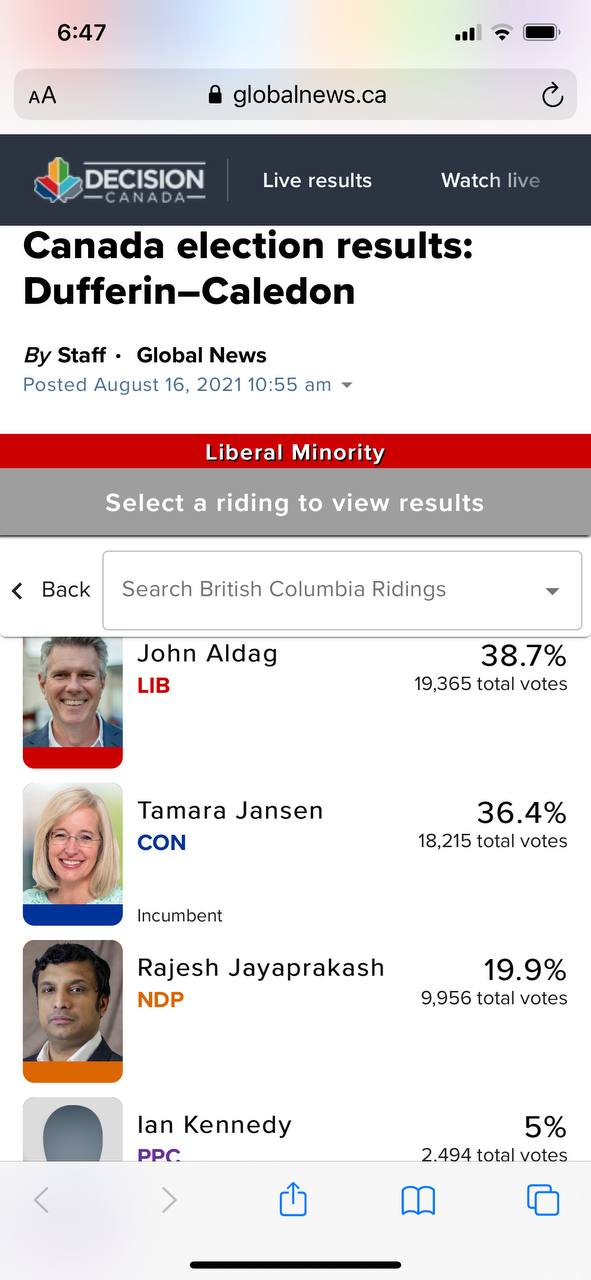 6:47
AA globalnews.ca
DECISION
CANADA
Live results Watch live
Canada election results:
Dufferin–Caledon
By Staff • Global News
Posted August 16, 2021 10:55 am
Liberal Minority
Select a riding to view results
Back Search British Columbia Ridings
John Aldag 38.7%
LIB 19,365 total votes
Tamara Jansen 36.4%
CON 18,215 total votes
Incumbent
Rajesh Jayaprakash 19.9%
NDP 9,956 total votes
Ian Kennedy 5%
PPC 2,494 total votes